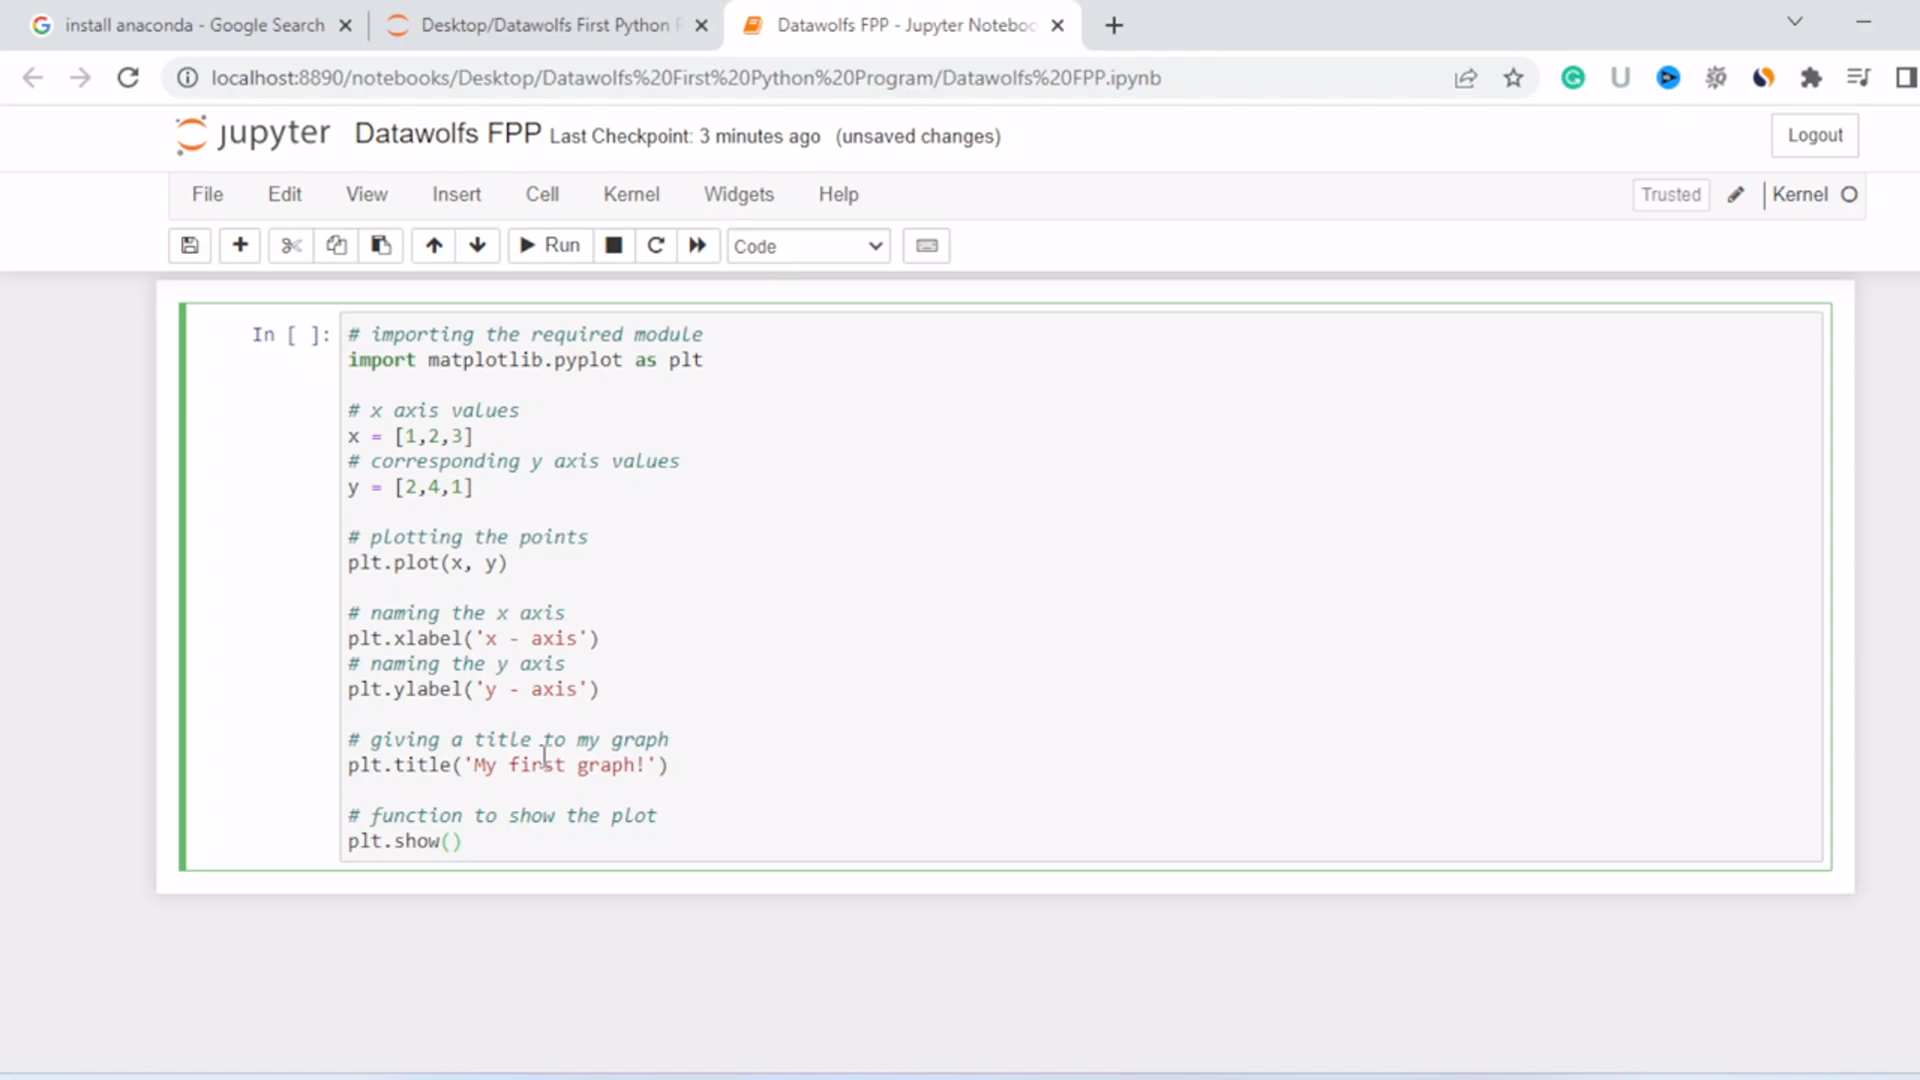 install anaconda - Google Search
Desktop/Datawolfs First Python P
Datawolfs FPP - Jupyter Noteboo
localhost:8890/notebooks/Desktop/Datawolfs%20First%20Python%20Program/Datawolfs%20FPP.ipynb
jupyter Datawolfs FPP Last Checkpoint: 3 minutes ago (unsaved changes)
Logout
File Edit View Insert Cell Kernel Widgets Help
Trusted Kernel
Run Code
In [ ]:
# importing the required module
import matplotlib.pyplot as plt
# x axis values
x = [1,2,3]
# corresponding y axis values
y = [2,4,1]
# plotting the points
plt.plot(x, y)
# naming the x axis
plt.xlabel('x - axis')
# naming the y axis
plt.ylabel('y - axis')
# giving a title to my graph
plt.title('My first graph!')
# function to show the plot
plt.show()